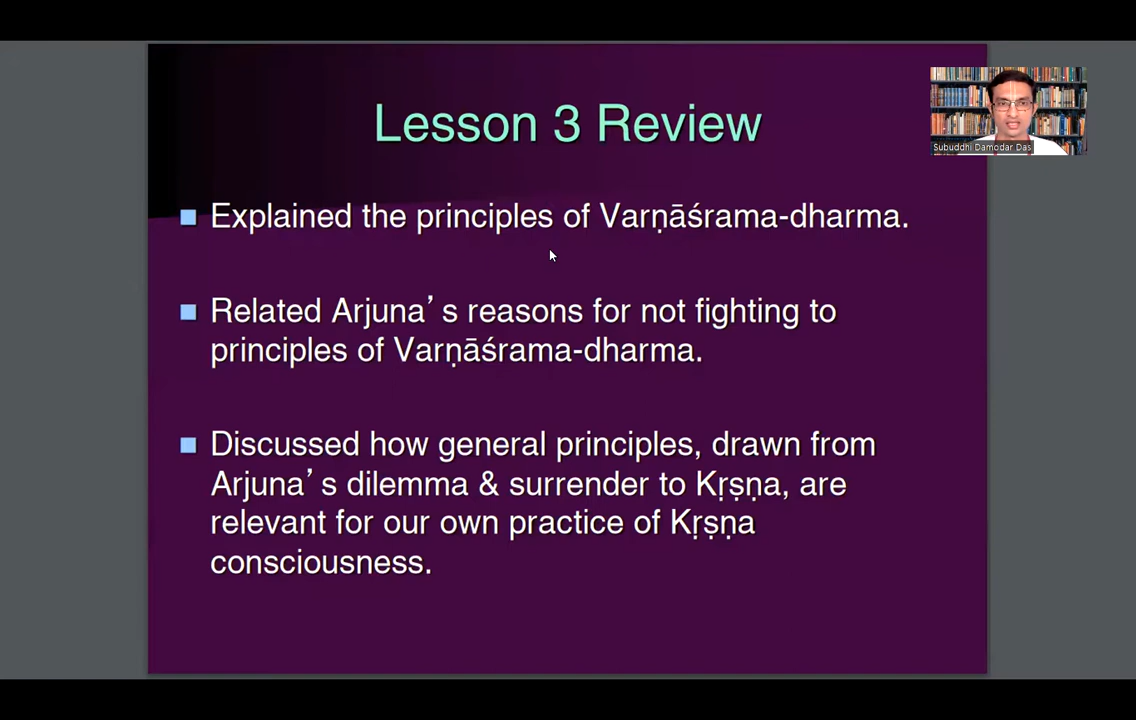 Lesson 3 Review
Subuddhi Damodar Das
Explained the principles of Varṇāśrama-dharma.
Related Arjuna’s reasons for not fighting to
principles of Varṇāśrama-dharma.
Discussed how general principles, drawn from
Arjuna’s dilemma & surrender to Kṛṣṇa, are
relevant for our own practice of Kṛṣṇa
consciousness.